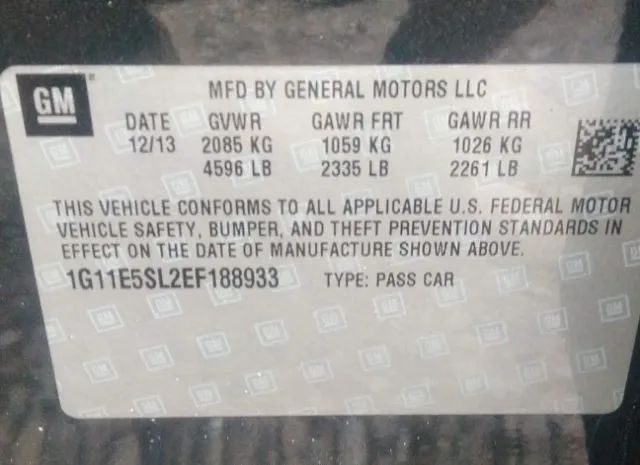 GM
MFD BY GENERAL MOTORS LLC
DATE GVWR GAWR FRT GAWR RR
12/13 2085 KG 1059 KG 1026 KG
4596 LB 2335 LB 2261 LB
THIS VEHICLE CONFORMS TO ALL APPLICABLE U.S. FEDERAL MOTOR
VEHICLE SAFETY, BUMPER, AND THEFT PREVENTION STANDARDS IN
EFFECT ON THE DATE OF MANUFACTURE SHOWN ABOVE.
1G11E5SL2EF188933 TYPE: PASS CAR